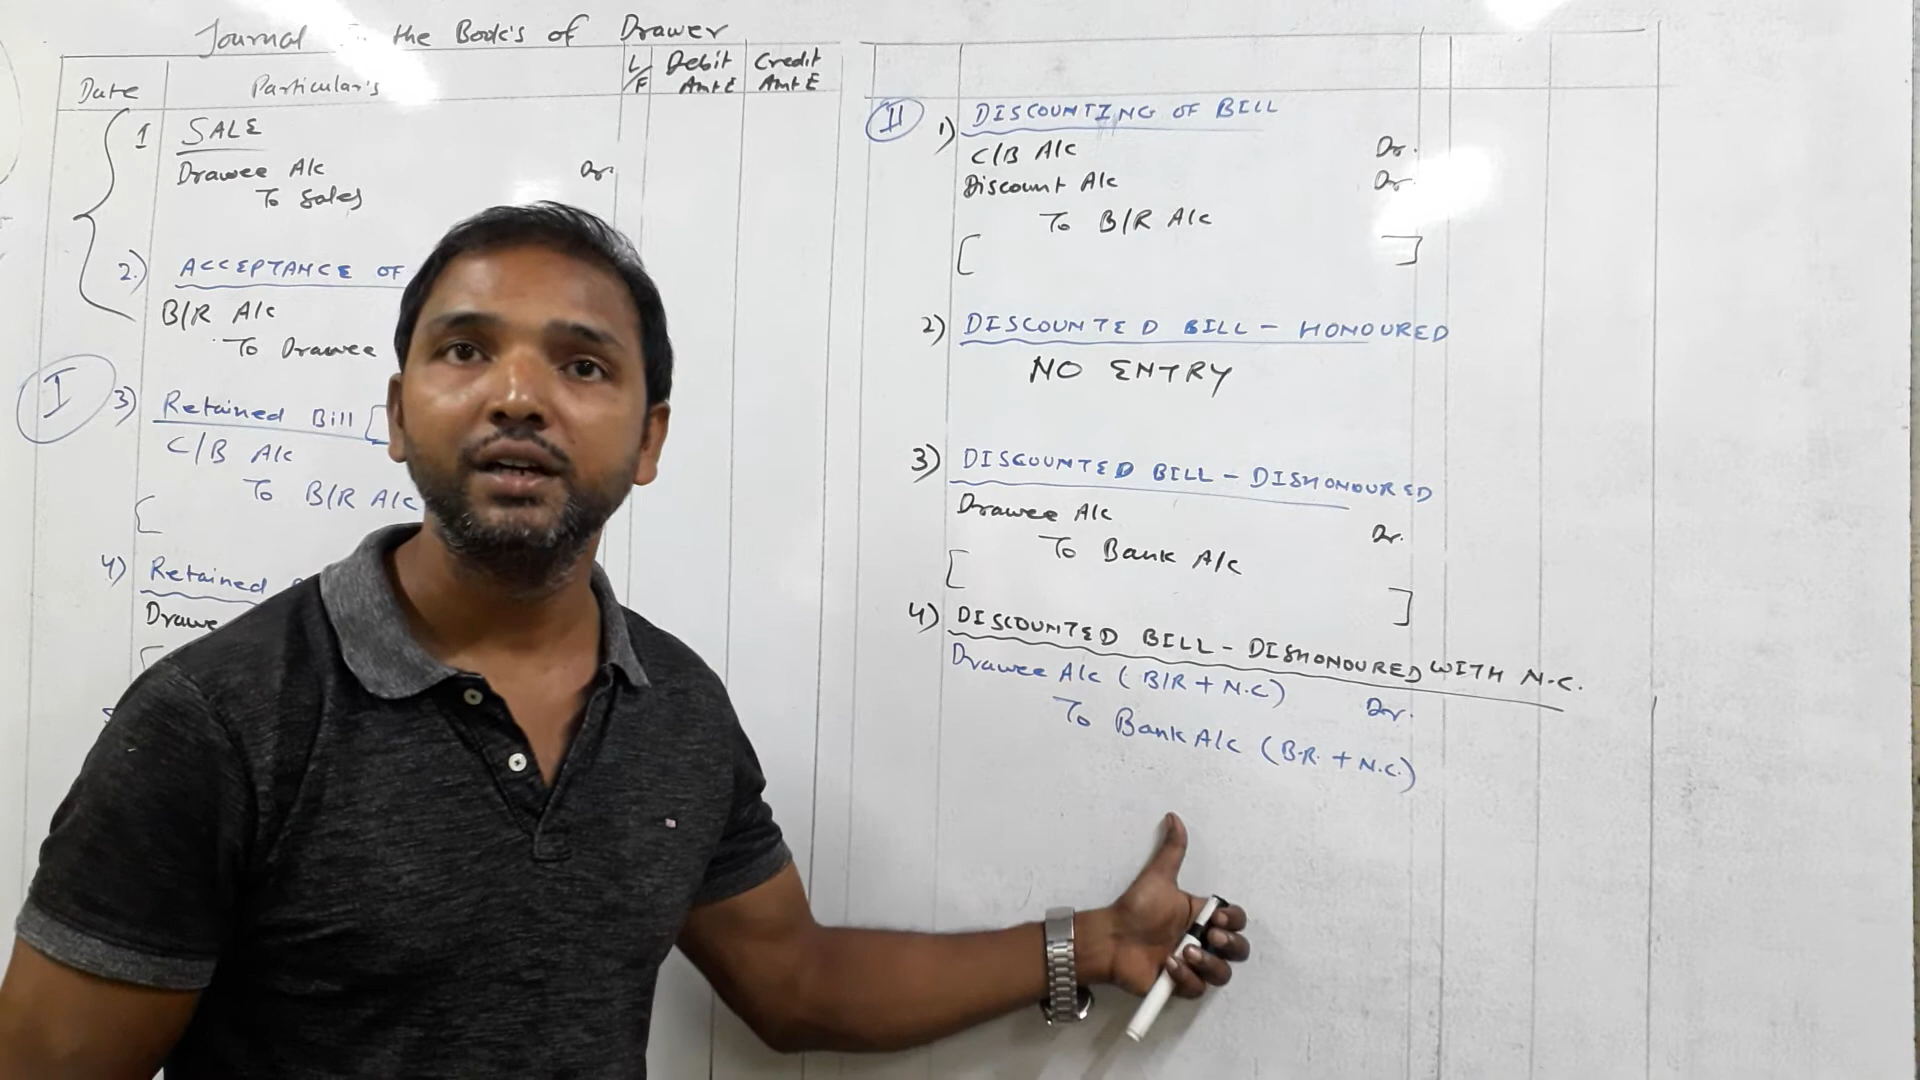 Journal the Book's of Drawer
Date Particular's L/F Debit Amt ₹ Credit Amt ₹
1 SALE
Drawee A/c Dr.
To Sales
2.) ACCEPTANCE OF
B/R A/c
To Drawee
I
3) Retained Bill [
C/B A/c
To B/R A/c
[
4) Retained
Drawe
[
II 1) DISCOUNTING OF BILL
C/B A/c Dr.
Discount A/c Dr.
To B/R A/c
[ ]
2) DISCOUNTED BILL - HONOURED
NO ENTRY
3) DISCOUNTED BILL - DISHONOURED
Drawee A/c Dr.
To Bank A/c
[ ]
4) DISCOUNTED BILL - DISHONOURED WITH N.C.
Drawee A/c (B/R + N.C) Dr.
To Bank A/c (B.R. + N.C.)